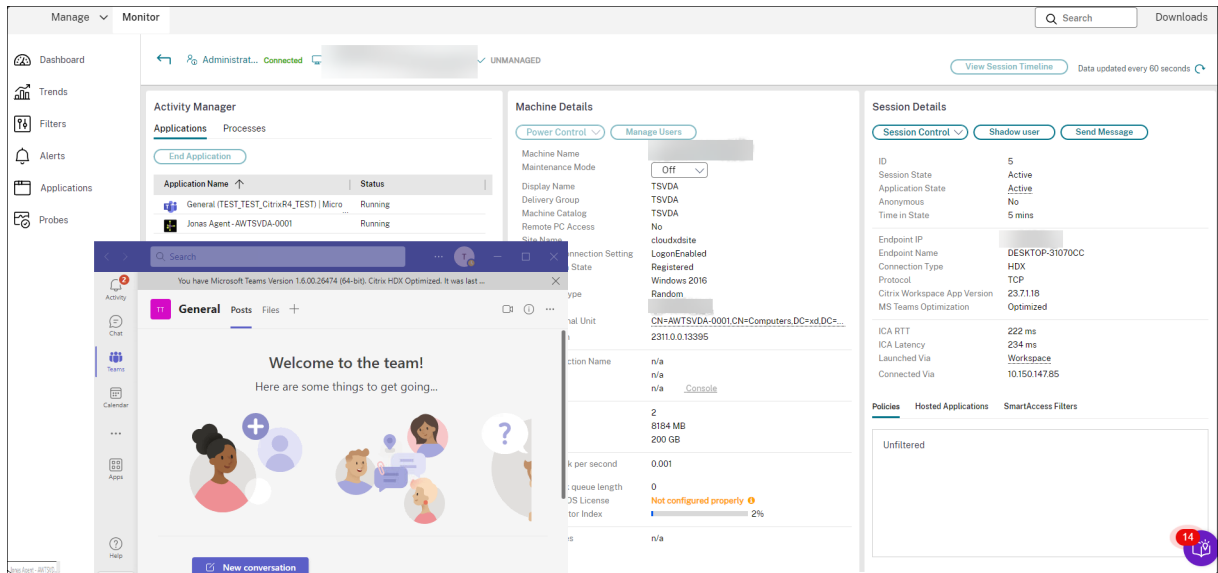 Manage Monitor Search Downloads
Dashboard
Trends
Filters
Alerts
Applications
Probes
Administrat... Connected UNMANAGED
View Session Timeline Data updated every 60 seconds
Activity Manager
Applications Processes
End Application
Application Name Status
General (TEST_TEST_CitrixR4_TEST) | Micro... Running
Jonas Agent - AWTSVDA-0001 Running
Search
You have Microsoft Teams Version 1.6.00.26474 (64-bit). Citrix HDX Optimized. It was last ...
2
Activity
Chat
Teams
Calendar
Apps
Help
TT General Posts Files
Welcome to the team!
Here are some things to get going...
?
New conversation
Machine Details
Power Control Manage Users
Machine Name
Maintenance Mode Off
Display Name TSVDA
Delivery Group TSVDA
Machine Catalog TSVDA
Remote PC Access No
Site Name cloudxdsite
nnection Setting LogonEnabled
State Registered
Windows 2016
ype Random
nal Unit CN=AWTSVDA-0001,CN=Computers,DC=xd,DC=...
2311.0.0.13395
ction Name n/a
n/a
n/a Console
2
8184 MB
200 GB
k per second 0.001
queue length 0
OS License Not configured properly
tor Index 2%
n/a
Session Details
Session Control Shadow user Send Message
ID 5
Session State Active
Application State Active
Anonymous No
Time in State 5 mins
Endpoint IP
Endpoint Name DESKTOP-31070CC
Connection Type HDX
Protocol TCP
Citrix Workspace App Version 23.7.1.18
MS Teams Optimization Optimized
ICA RTT 222 ms
ICA Latency 234 ms
Launched Via Workspace
Connected Via 10.150.147.85
Policies Hosted Applications SmartAccess Filters
Unfiltered
14